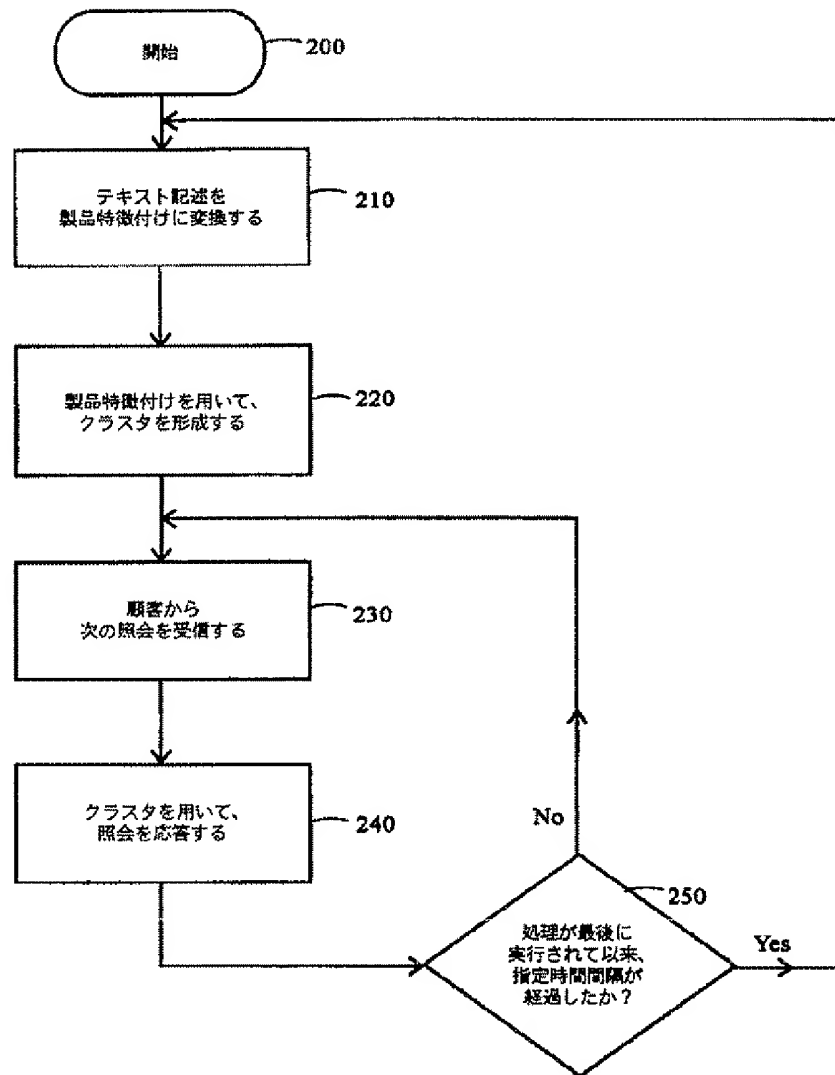 開始
200
テキスト記述を
製品特徴付けに変換する
210
製品特徴付けを用いて、
クラスタを形成する
220
顧客から
次の照会を受信する
230
クラスタを用いて、
照会を応答する
240
No
250
処理が最後に
実行されて以来、
指定時間間隔が
経過したか？
Yes